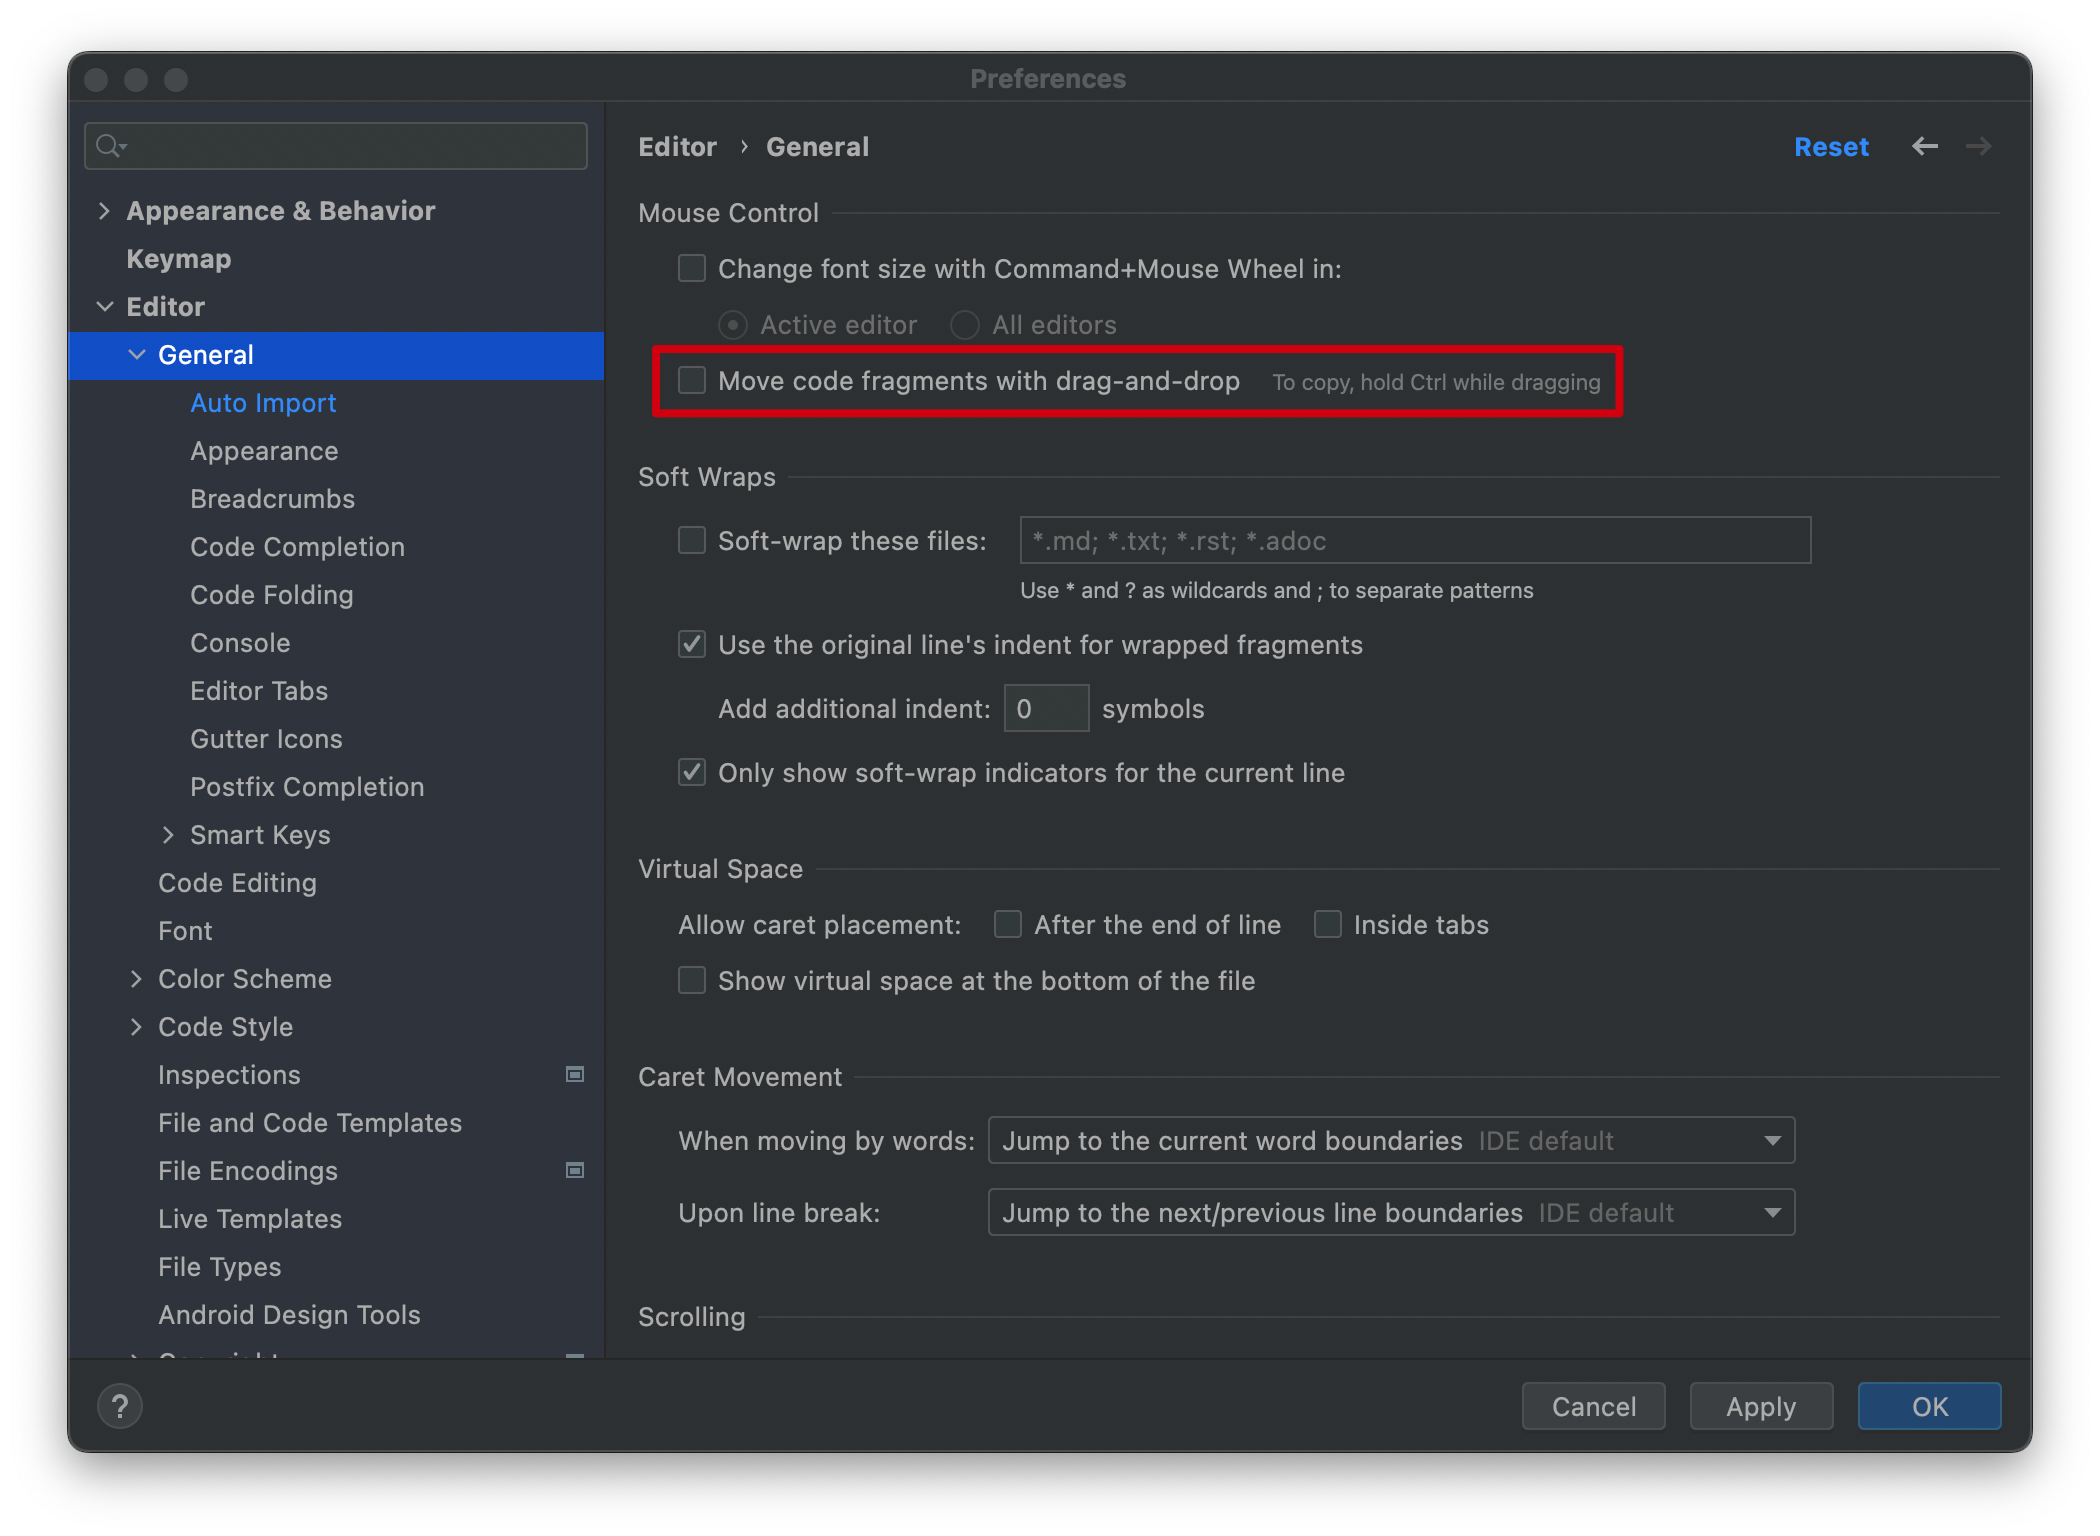 Preferences
Appearance & Behavior
Keymap
Editor
General
Auto Import
Appearance
Breadcrumbs
Code Completion
Code Folding
Console
Editor Tabs
Gutter Icons
Postfix Completion
Smart Keys
Code Editing
Font
Color Scheme
Code Style
Inspections
File and Code Templates
File Encodings
Live Templates
File Types
Android Design Tools
Editor › General
Reset
Mouse Control
Change font size with Command+Mouse Wheel in:
Active editor All editors
Move code fragments with drag-and-drop To copy, hold Ctrl while dragging
Soft Wraps
Soft-wrap these files: *.md; *.txt; *.rst; *.adoc
Use * and ? as wildcards and ; to separate patterns
Use the original line's indent for wrapped fragments
Add additional indent: 0 symbols
Only show soft-wrap indicators for the current line
Virtual Space
Allow caret placement: After the end of line Inside tabs
Show virtual space at the bottom of the file
Caret Movement
When moving by words: Jump to the current word boundaries IDE default
Upon line break: Jump to the next/previous line boundaries IDE default
Scrolling
?
Cancel Apply OK